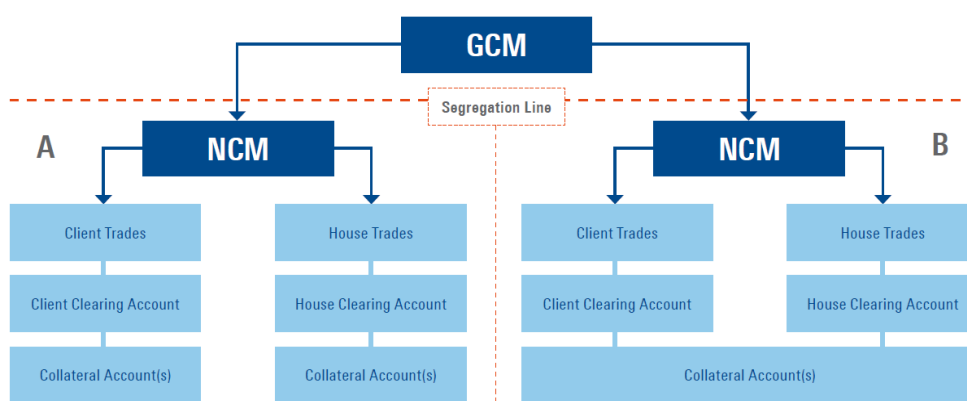 GCM
Segregation Line
A
NCM
NCM
B
Client Trades
House Trades
Client Trades
House Trades
Client Clearing Account
House Clearing Account
Client Clearing Account
House Clearing Account
Collateral Account(s)
Collateral Account(s)
Collateral Account(s)